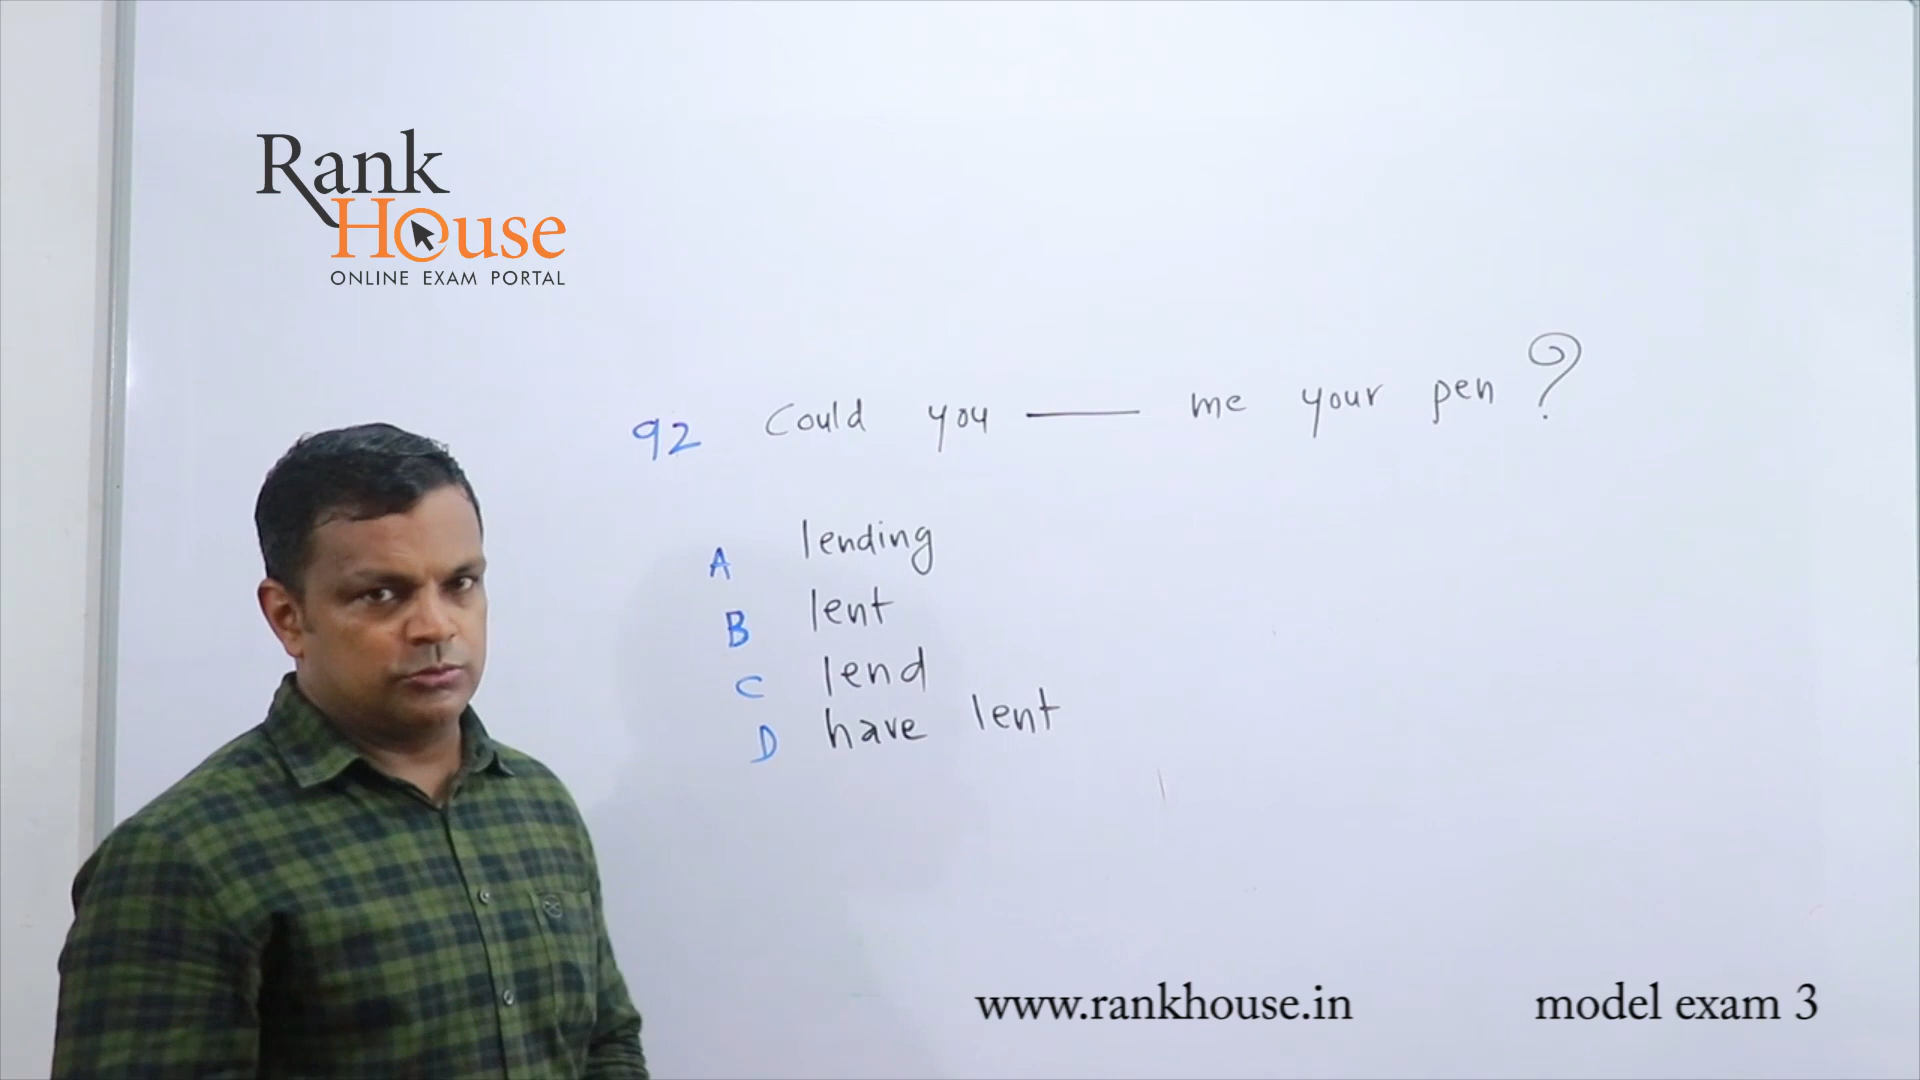 Rank
House
ONLINE EXAM PORTAL
92 Could you ——— me your pen ?
A lending
B lent
C lend
D have lent
www.rankhouse.in model exam 3